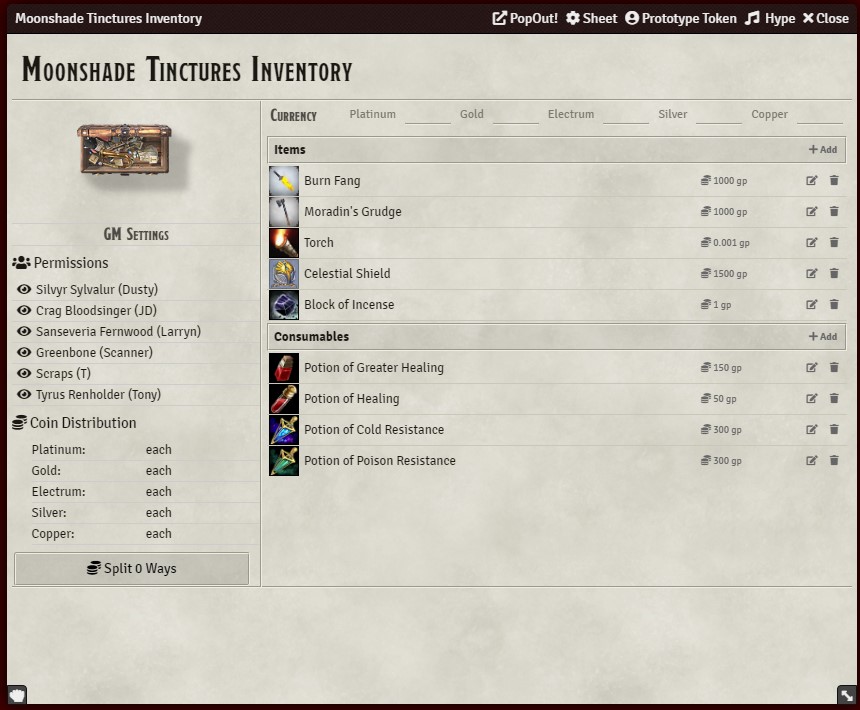 Moonshade Tinctures Inventory PopOut! Sheet Prototype Token Hype Close
Moonshade Tinctures Inventory
GM Settings
Permissions
Silvyr Sylvalur (Dusty)
Crag Bloodsinger (JD)
Sanseveria Fernwood (Larryn)
Greenbone (Scanner)
Scraps (T)
Tyrus Renholder (Tony)
Coin Distribution
Platinum: each
Gold: each
Electrum: each
Silver: each
Copper: each
Split 0 Ways
Currency Platinum Gold Electrum Silver Copper
Items + Add
Burn Fang 1000 gp
Moradin's Grudge 1000 gp
Torch 0.001 gp
Celestial Shield 1500 gp
Block of Incense 1 gp
Consumables + Add
Potion of Greater Healing 150 gp
Potion of Healing 50 gp
Potion of Cold Resistance 300 gp
Potion of Poison Resistance 300 gp